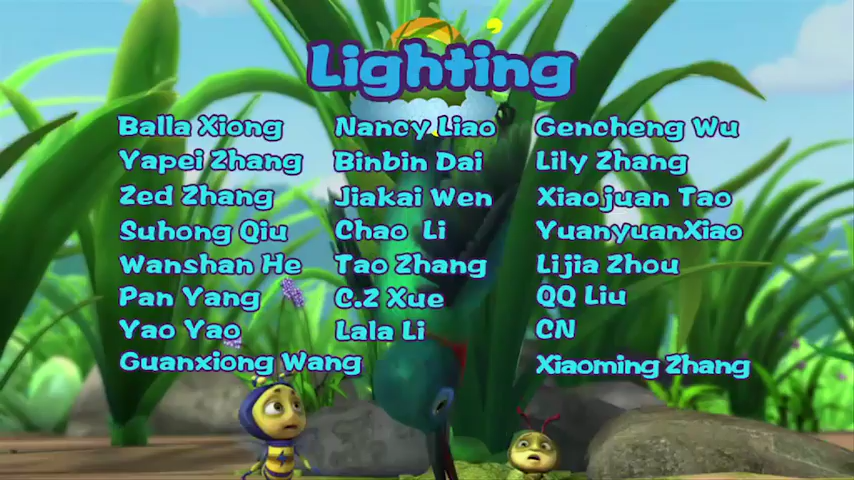 Lighting
Balla Xiong Nancy Liao Gencheng Wu
Yapei Zhang Binbin Dai Lily Zhang
Zed Zhang Jiakai Wen Xiaojuan Tao
Suhong Qiu Chao Li YuanyuanXiao
Wanshan He Tao Zhang Lijia Zhou
Pan Yang C.Z Xue QQ Liu
Yao Yao Lala Li CN
Guanxiong Wang Xiaoming Zhang